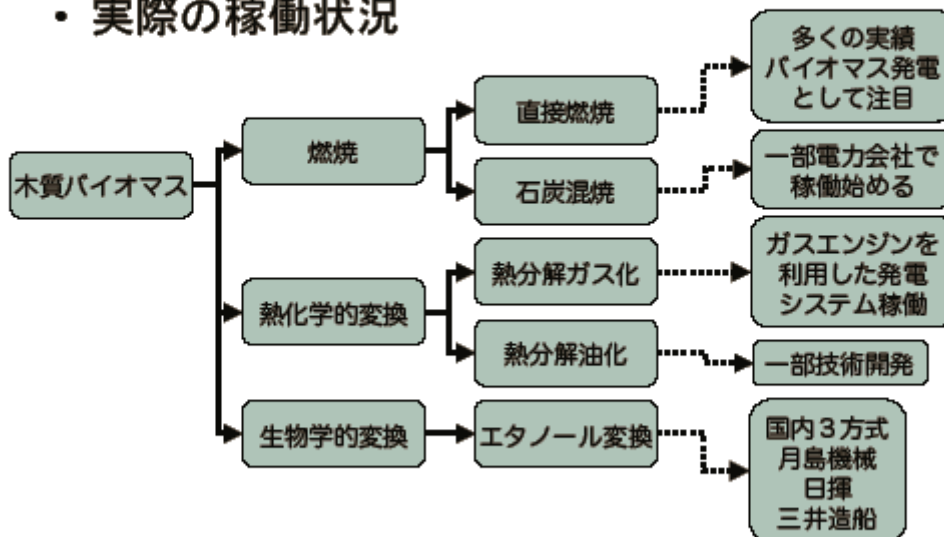 ・ 実際の稼働状況
木質バイオマス
燃焼
直接燃焼
多くの実績
バイオマス発電
として注目
石炭混焼
一部電力会社で
稼働始める
熱化学的変換
熱分解ガス化
ガスエンジンを
利用した発電
システム稼働
熱分解油化
一部技術開発
生物学的変換
エタノール変換
国内３方式
月島機械
日揮
三井造船